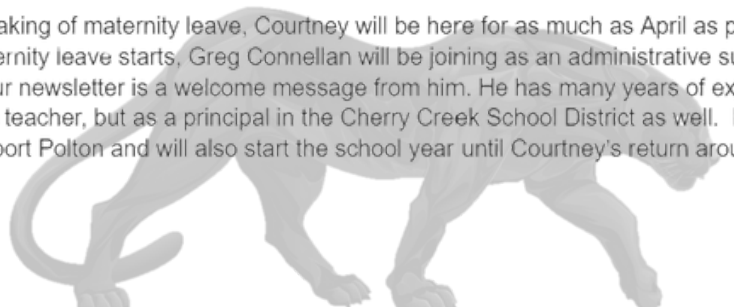 aking of maternity leave, Courtney will be here for as much as April as p
ernity leave starts, Greg Connellan will be joining as an administrative su
ur newsletter is a welcome message from him. He has many years of ex
teacher, but as a principal in the Cherry Creek School District as well.
port Polton and will also start the school year until Courtney's return arou